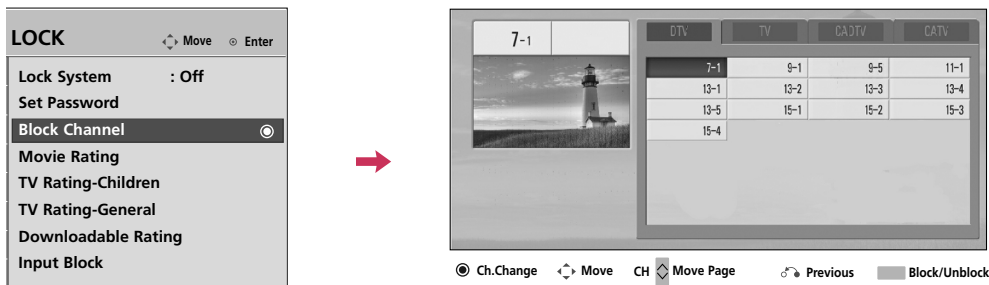 LOCK Move Enter
Lock System : Off
Set Password
Block Channel
Movie Rating
TV Rating-Children
TV Rating-General
Downloadable Rating
Input Block
7-1
DTV TV CADTV CATV
7-1 9-1 9-5 11-1
13-1 13-2 13-3 13-4
13-5 15-1 15-2 15-3
15-4
Ch.Change Move CH Move Page Previous Block/Unblock